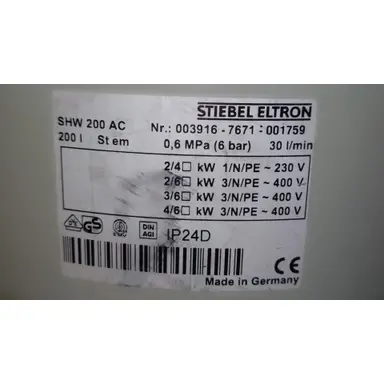 STIEBEL ELTRON
SHW 200 AC Nr.: 003916 - 7671 - 001759
200 l St em 0,6 MPa (6 bar) 30 l/min
2/4□ kW 1/N/PE ~ 230 V
2/6□ kW 3/N/PE ~ 400 V
3/6□ kW 3/N/PE ~ 400 V
4/6□ kW 3/N/PE ~ 400 V
GS DIN AGI IP24D
CE
Made in Germany